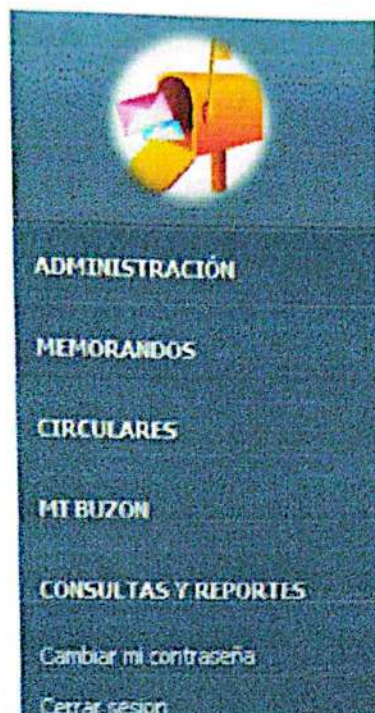 ADMINISTRACIÓN
MEMORANDOS
CIRCULARES
MI BUZON
CONSULTAS Y REPORTES
Cambiar mi contraseña
Cerrar sesion